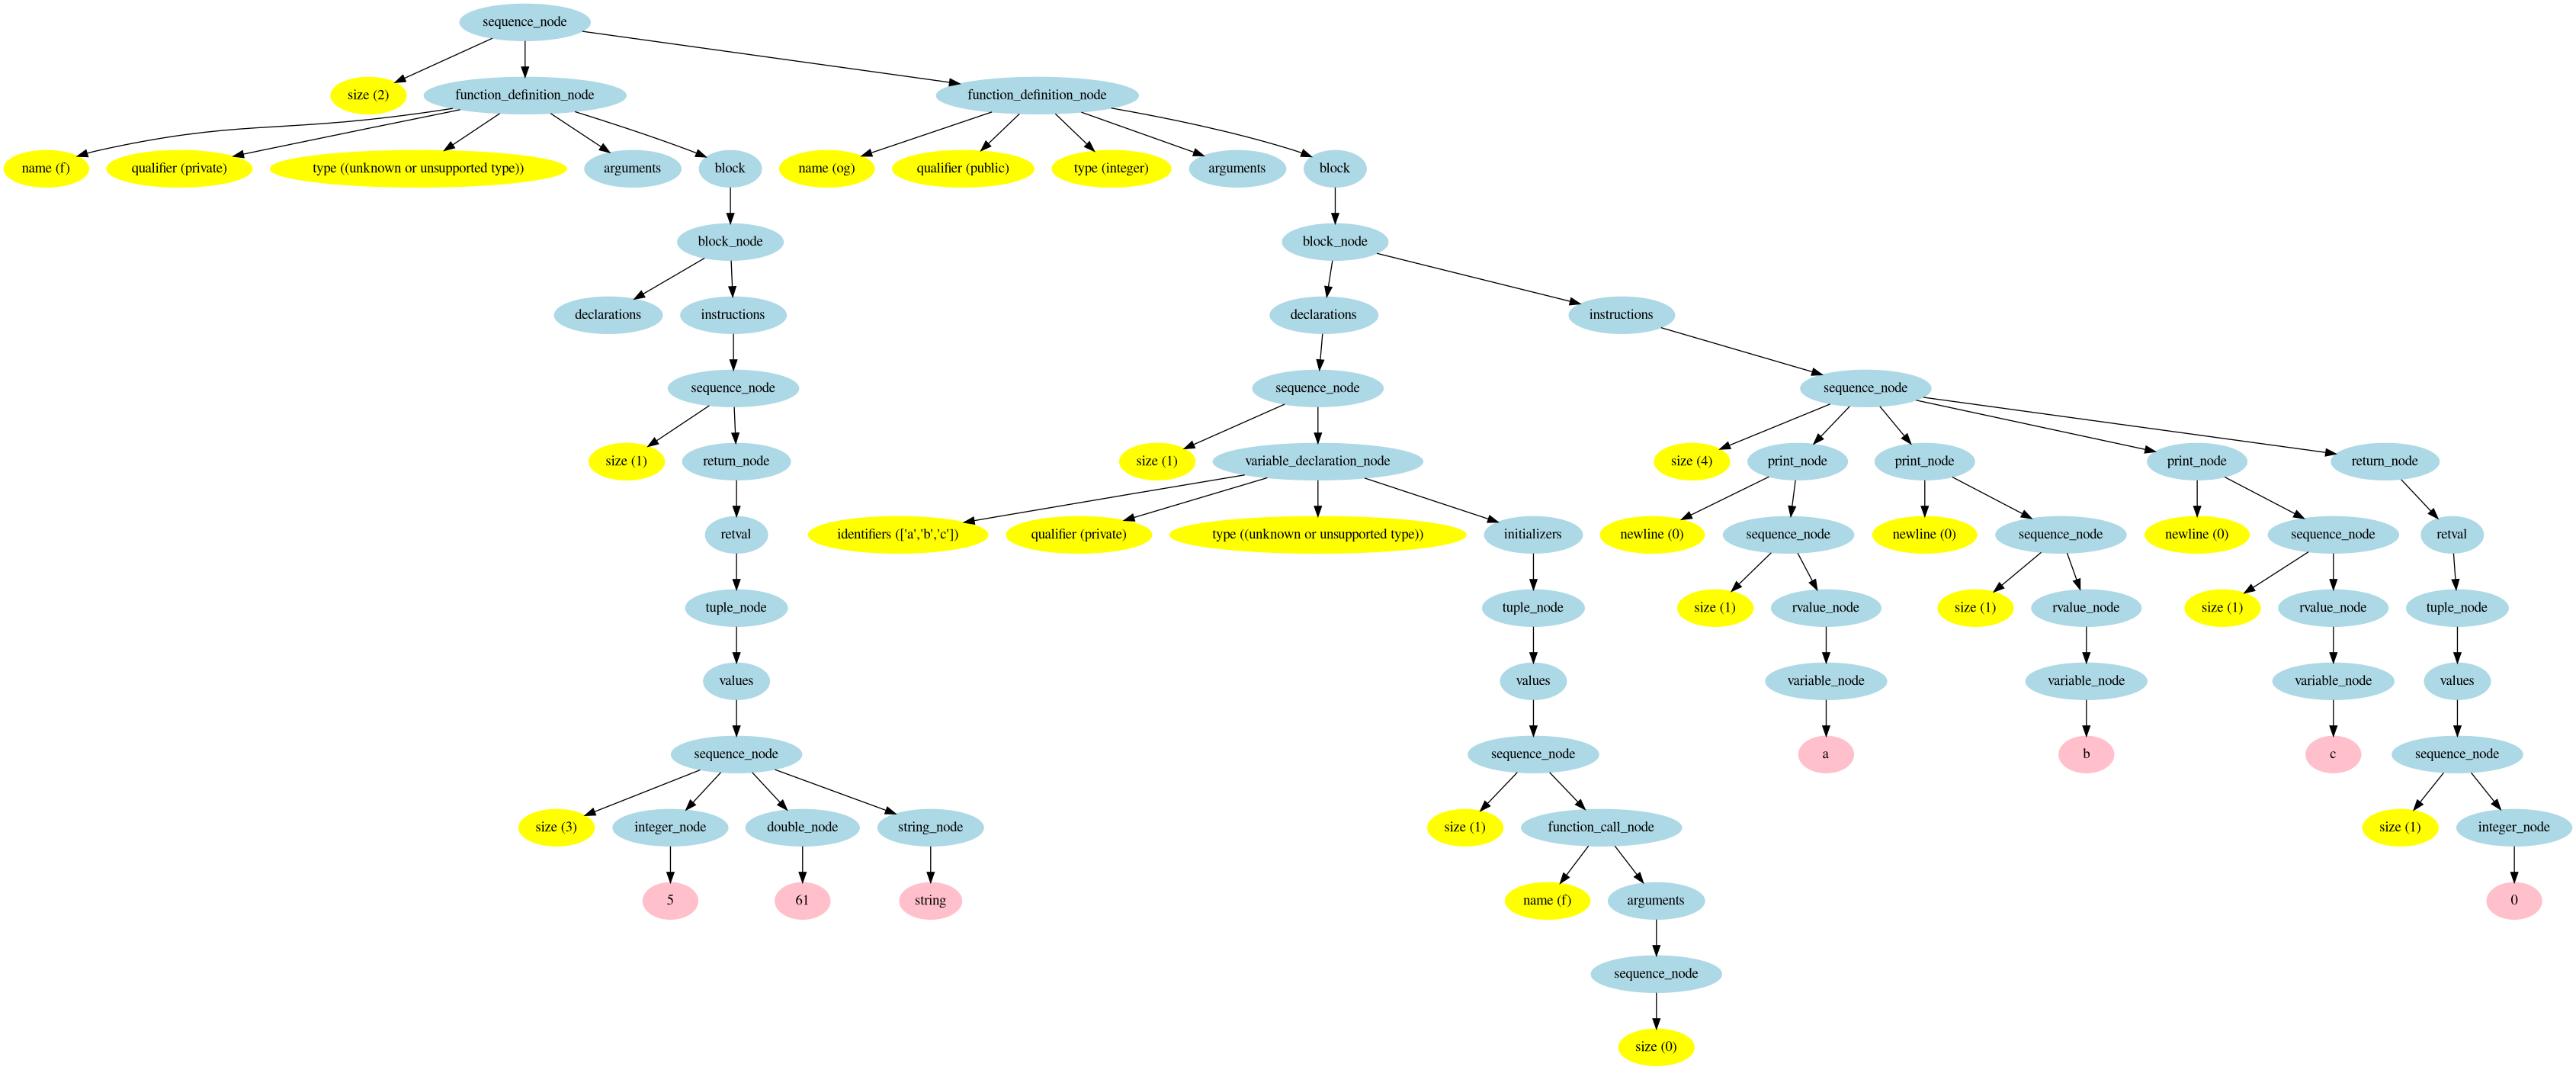 sequence_node
size (2)
function_definition_node
function_definition_node
name (f)
qualifier (private)
type ((unknown or unsupported type))
arguments
block
name (og)
qualifier (public)
type (integer)
arguments
block
block_node
block_node
declarations
instructions
declarations
instructions
sequence_node
sequence_node
sequence_node
size (1)
return_node
size (1)
variable_declaration_node
size (4)
print_node
print_node
print_node
return_node
retval
identifiers (['a','b','c'])
qualifier (private)
type ((unknown or unsupported type))
initializers
newline (0)
sequence_node
newline (0)
sequence_node
newline (0)
sequence_node
retval
tuple_node
tuple_node
size (1)
rvalue_node
size (1)
rvalue_node
size (1)
rvalue_node
tuple_node
values
values
variable_node
variable_node
variable_node
values
sequence_node
sequence_node
a
b
c
sequence_node
size (3)
integer_node
double_node
string_node
size (1)
function_call_node
size (1)
integer_node
5
61
string
name (f)
arguments
0
sequence_node
size (0)